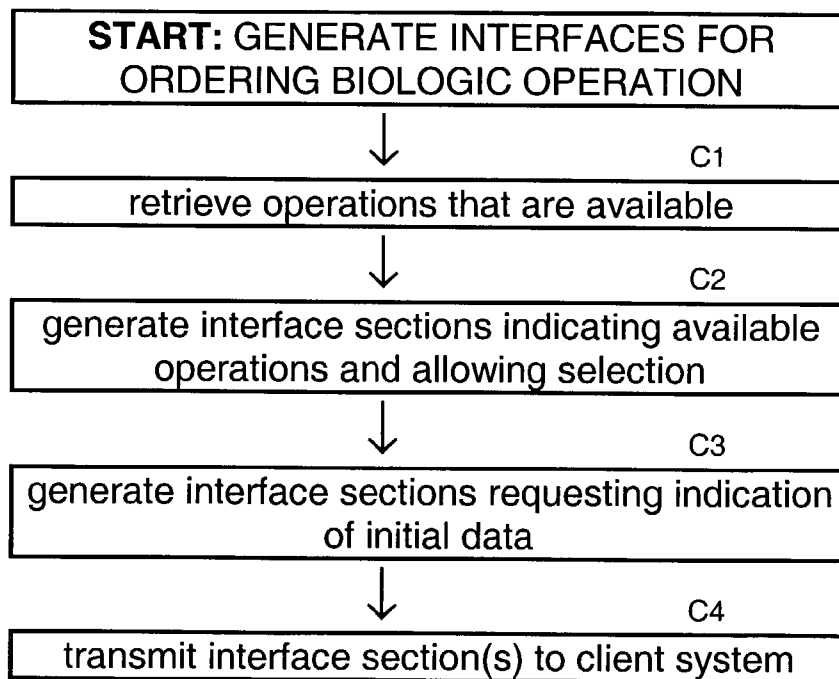 START: GENERATE INTERFACES FOR
ORDERING BIOLOGIC OPERATION
C1
retrieve operations that are available
C2
generate interface sections indicating available
operations and allowing selection
C3
generate interface sections requesting indication
of initial data
C4
transmit interface section(s) to client system